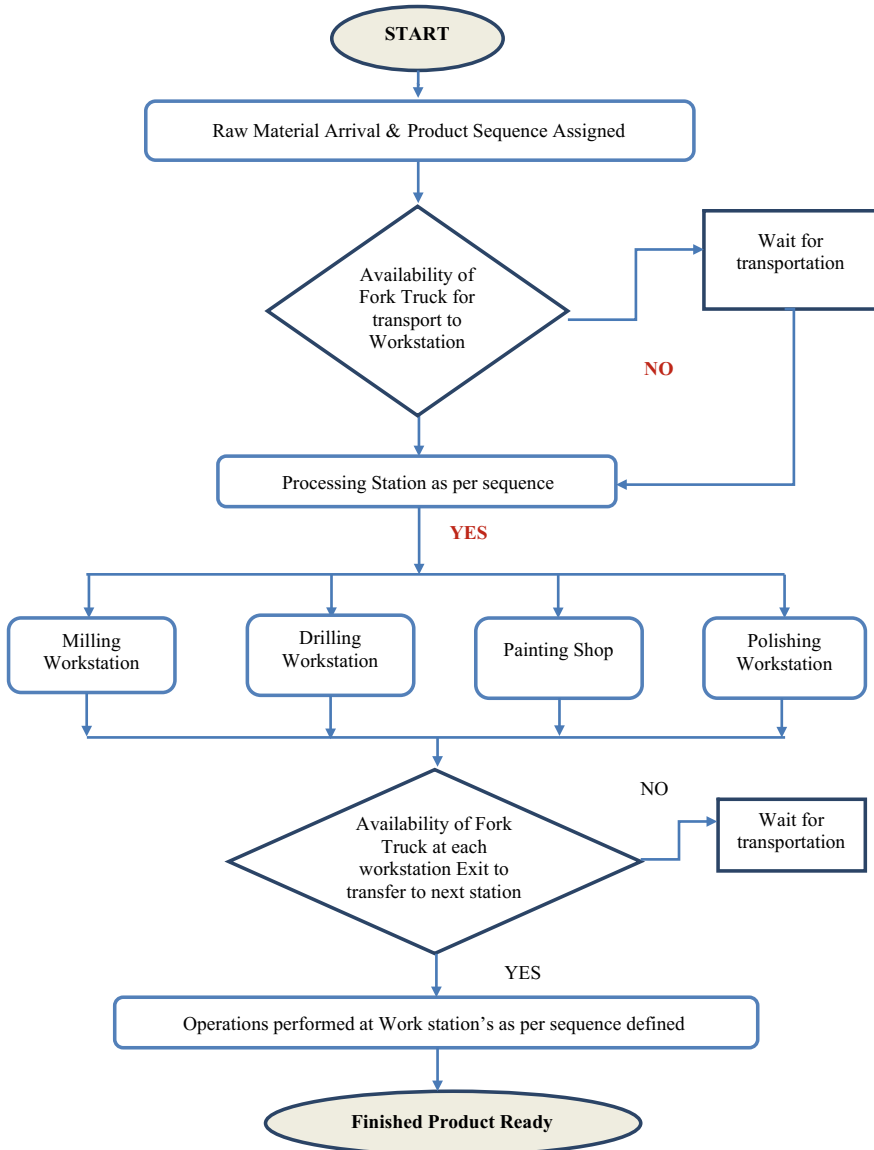 START
Raw Material Arrival & Product Sequence Assigned
Availability of
Fork Truck for
transport to
Workstation
Wait for
transportation
NO
Processing Station as per sequence
YES
Milling
Workstation
Drilling
Workstation
Painting Shop
Polishing
Workstation
Availability of Fork
Truck at each
workstation Exit to
transfer to next station
NO
Wait for
transportation
YES
Operations performed at Work station's as per sequence defined
Finished Product Ready